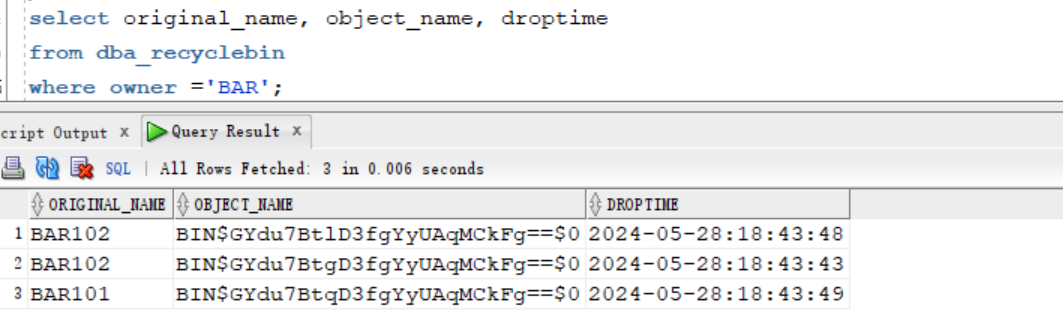 select original_name, object_name, droptime
from dba_recyclebin
where owner ='BAR';
cript Output x Query Result x
SQL | All Rows Fetched: 3 in 0.006 seconds
ORIGINAL_NAME OBJECT_NAME DROPTIME
1 BAR102 BIN$GYdu7BtlD3fgYyUAqMCkFg==$0 2024-05-28:18:43:48
2 BAR102 BIN$GYdu7BtgD3fgYyUAqMCkFg==$0 2024-05-28:18:43:43
3 BAR101 BIN$GYdu7BtqD3fgYyUAqMCkFg==$0 2024-05-28:18:43:49